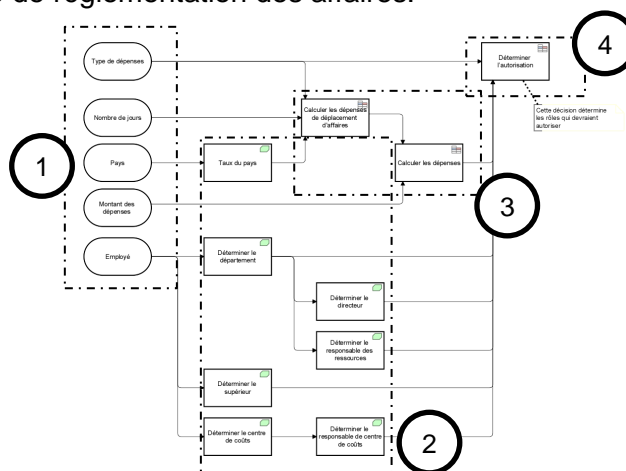 de réglementation des affaires.
1
Type de dépenses
Nombre de jours
Pays
Montant des
dépenses
Employé
Taux du pays
Calculer les dépenses
de déplacement
d'affaires
Calculer les dépenses
Déterminer
l'autorisation
4
Cette décision détermine
les rôles qui devraient
autoriser
3
Déterminer le
département
Déterminer le
directeur
Déterminer le
responsable des
ressources
Déterminer le
supérieur
Déterminer le centre
de coûts
Déterminer le
responsable de centre
de coûts
2